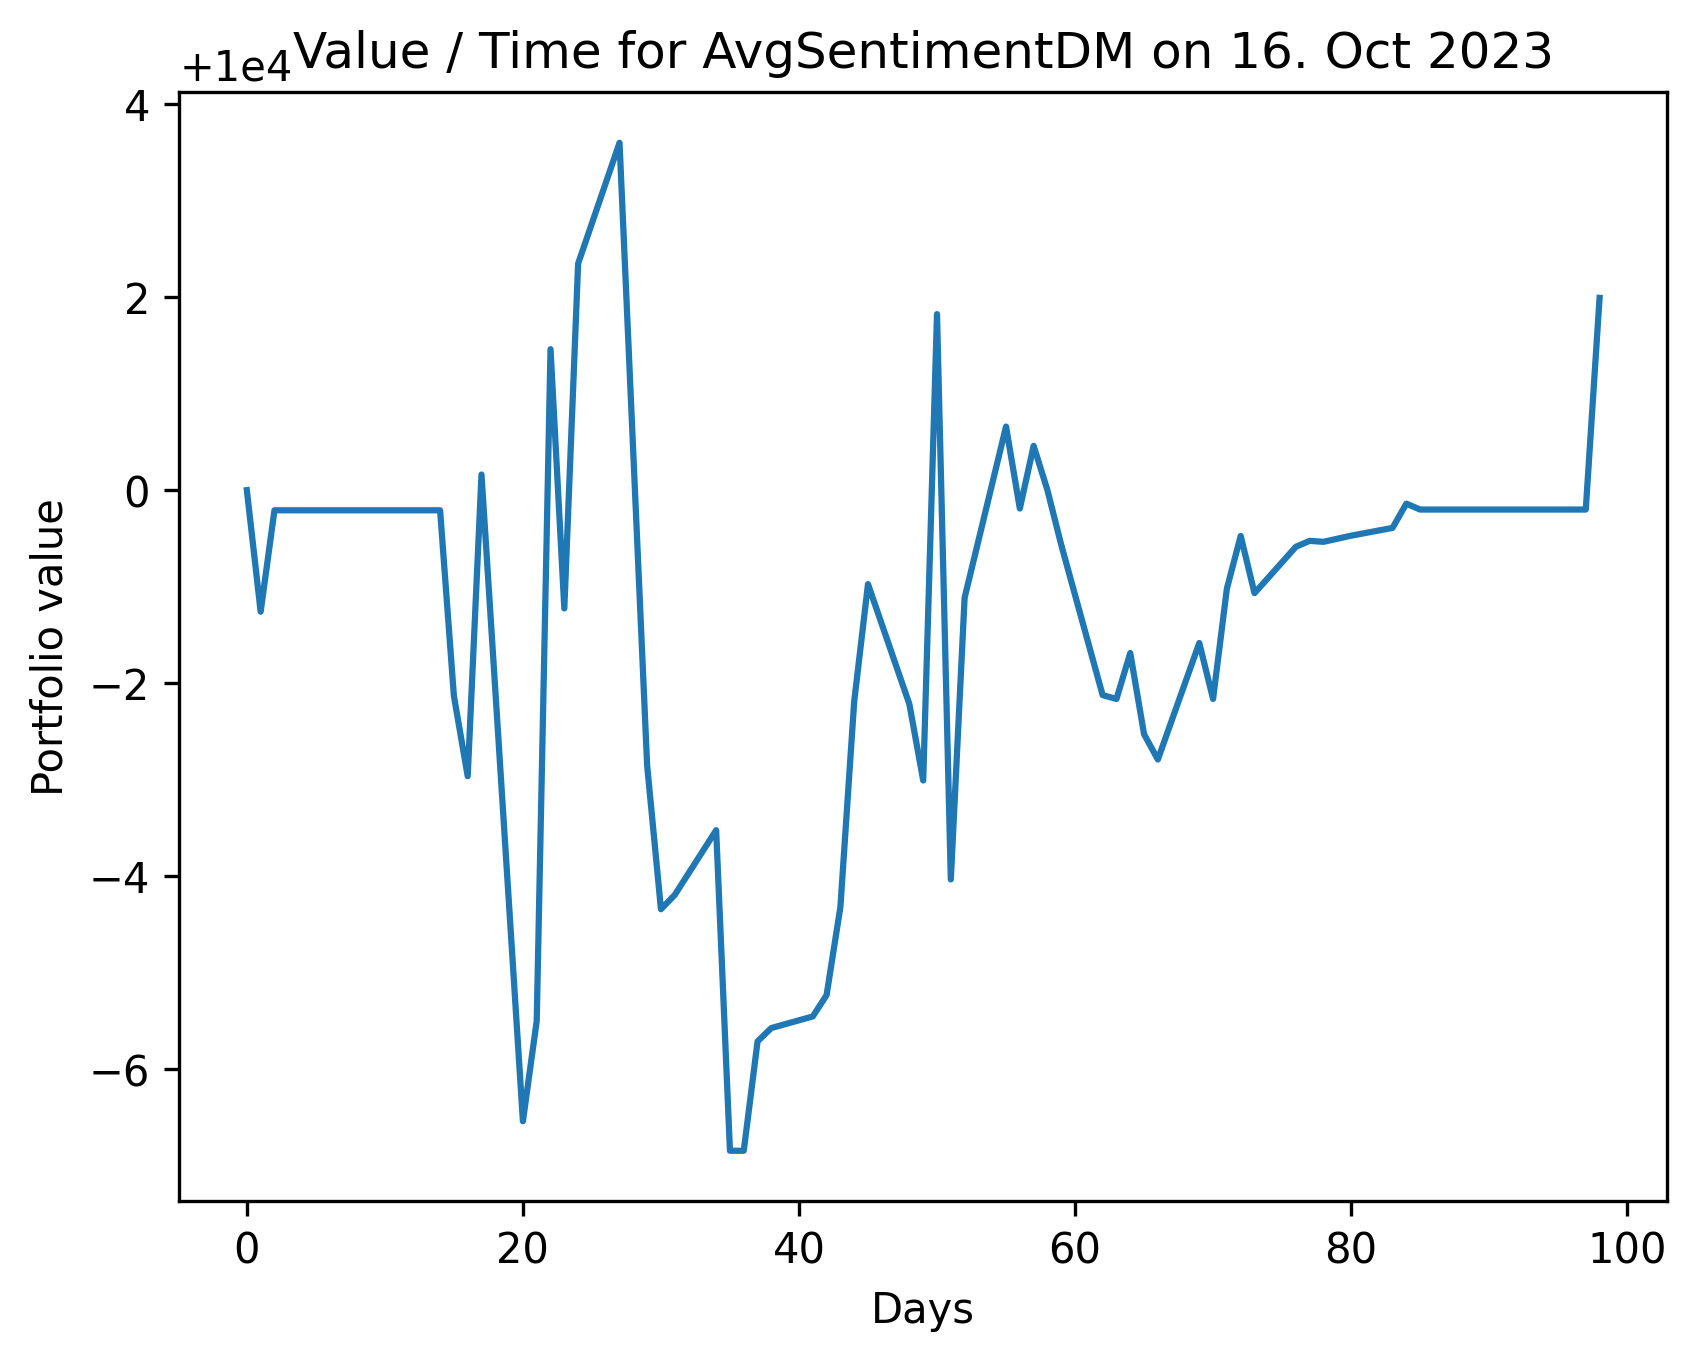 Value / Time for AvgSentimentDM on 16. Oct 2023
+1e4
4
2
0
−2
−4
−6
Portfolio value
0 20 40 60 80 100
Days